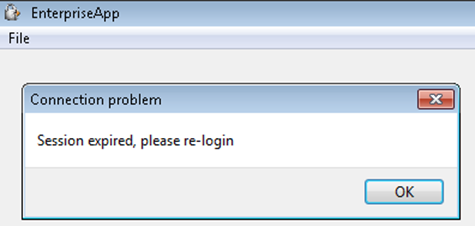 EnterpriseApp
File
Connection problem
Session expired, please re-login
OK